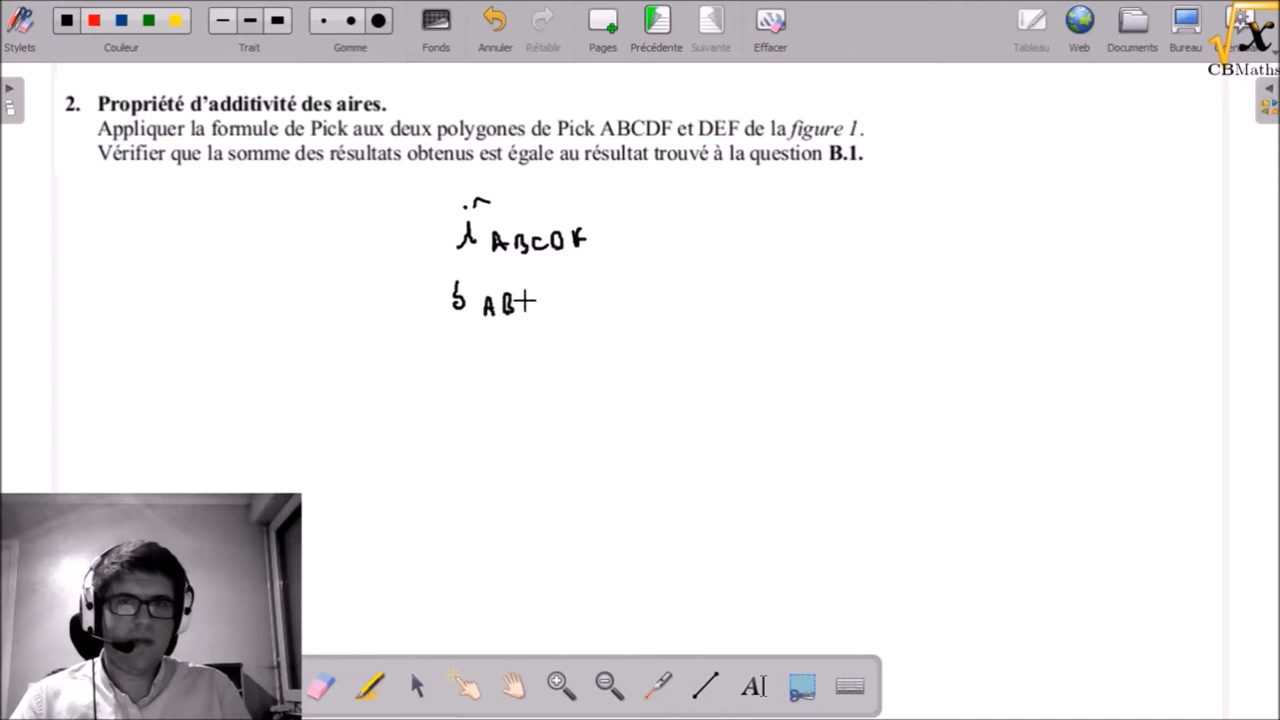 Stylets
Couleur
Trait
Gomme
Fonds
Annuler
Rétablir
Pages
Précédente
Suivante
Effacer
Tableau
Web
Documents
Bureau
√x
CBMaths
2. Propriété d'additivité des aires.
Appliquer la formule de Pick aux deux polygones de Pick ABCDF et DEF de la figure 1.
Vérifier que la somme des résultats obtenus est égale au résultat trouvé à la question B.1.
i ABCDF
b AB
AI